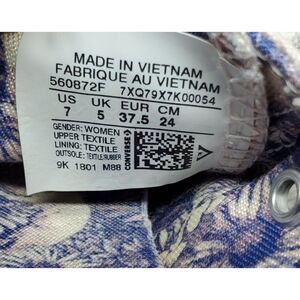 MADE IN VIETNAM
FABRIQUE AU VIETNAM
560872F 7XQ79X7K00054
US UK EUR CM
7 5 37.5 24
GENDER: WOMEN
UPPER TEXTILE
LINING: TEXTILE
OUTSOLE: TEXTILE/RUBBER
9K 1801 M88
CONVERSE